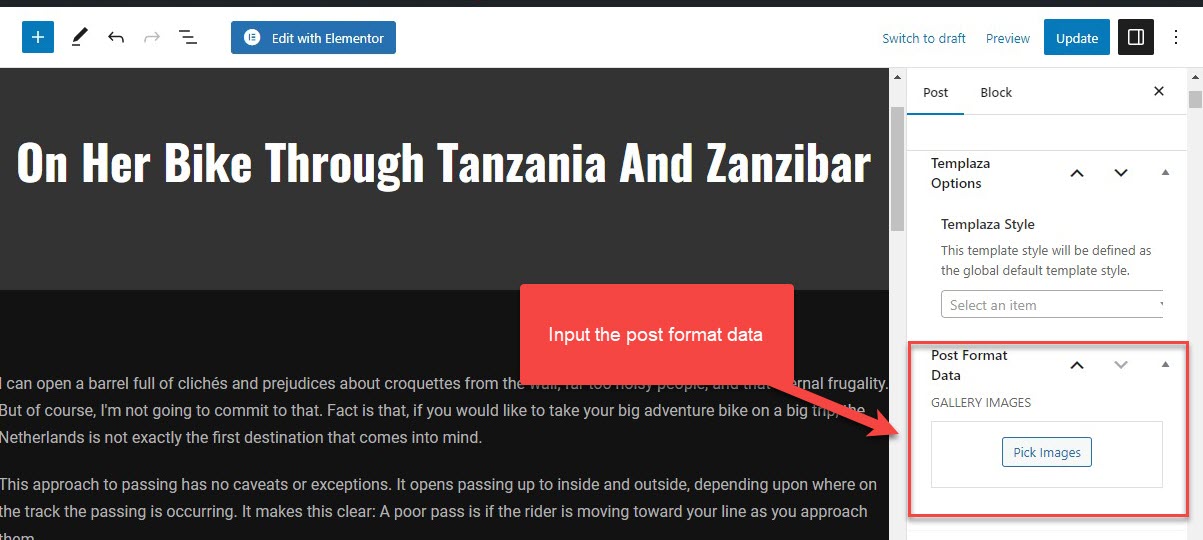 Edit with Elementor
Switch to draft
Preview
Update
Post
Block
On Her Bike Through Tanzania And Zanzibar
Templaza
Options
Templaza Style
This template style will be defined as
the global default template style.
Select an item
Input the post format data
Post Format
Data
GALLERY IMAGES
Pick Images
I can open a barrel full of clichés and prejudices about croquettes from the wall, far too noisy people, and that eternal frugality.
But of course, I'm not going to commit to that. Fact is that, if you would like to take your big adventure bike on a big trip, the
Netherlands is not exactly the first destination that comes into mind.
This approach to passing has no caveats or exceptions. It opens passing up to inside and outside, depending upon where on
the track the passing is occurring. It makes this clear: A poor pass is if the rider is moving toward your line as you approach
them